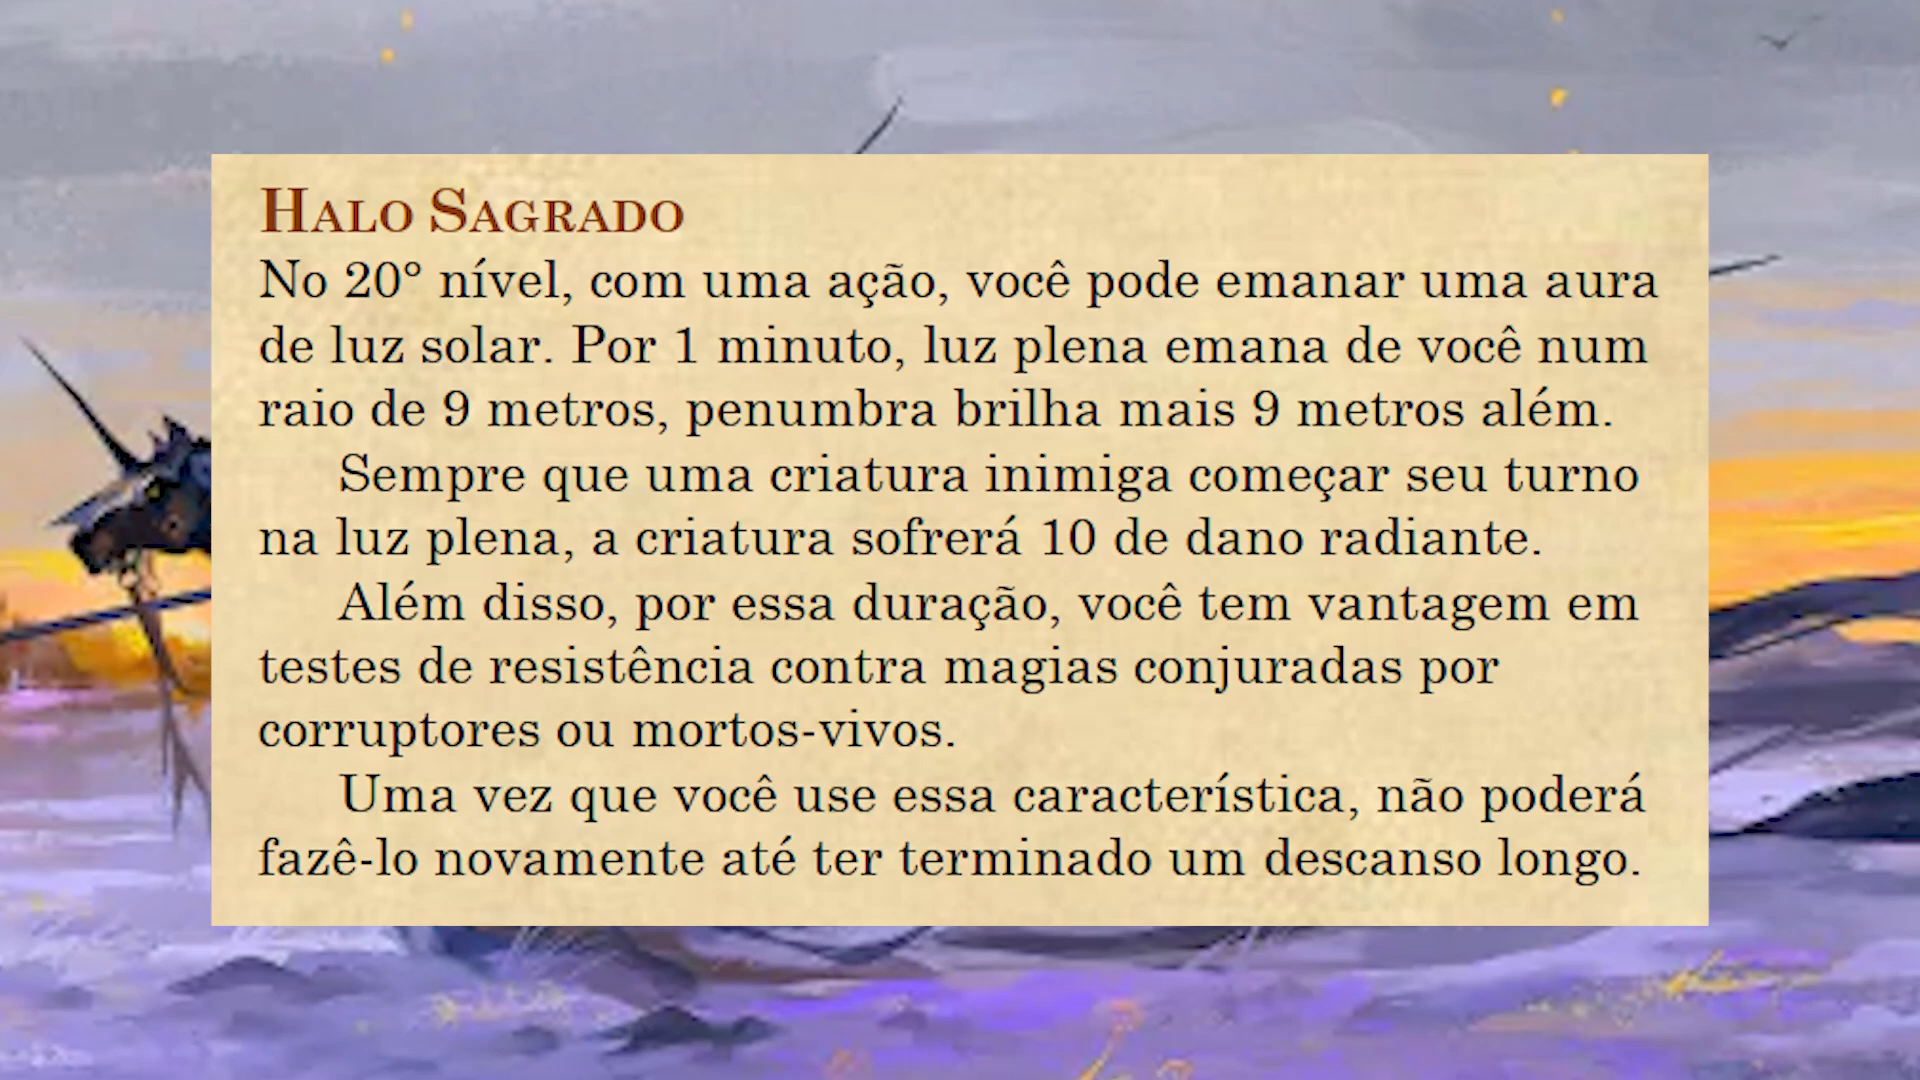 Halo Sagrado
No 20° nível, com uma ação, você pode emanar uma aura
de luz solar. Por 1 minuto, luz plena emana de você num
raio de 9 metros, penumbra brilha mais 9 metros além.
Sempre que uma criatura inimiga começar seu turno
na luz plena, a criatura sofrerá 10 de dano radiante.
Além disso, por essa duração, você tem vantagem em
testes de resistência contra magias conjuradas por
corruptores ou mortos-vivos.
Uma vez que você use essa característica, não poderá
fazê-lo novamente até ter terminado um descanso longo.